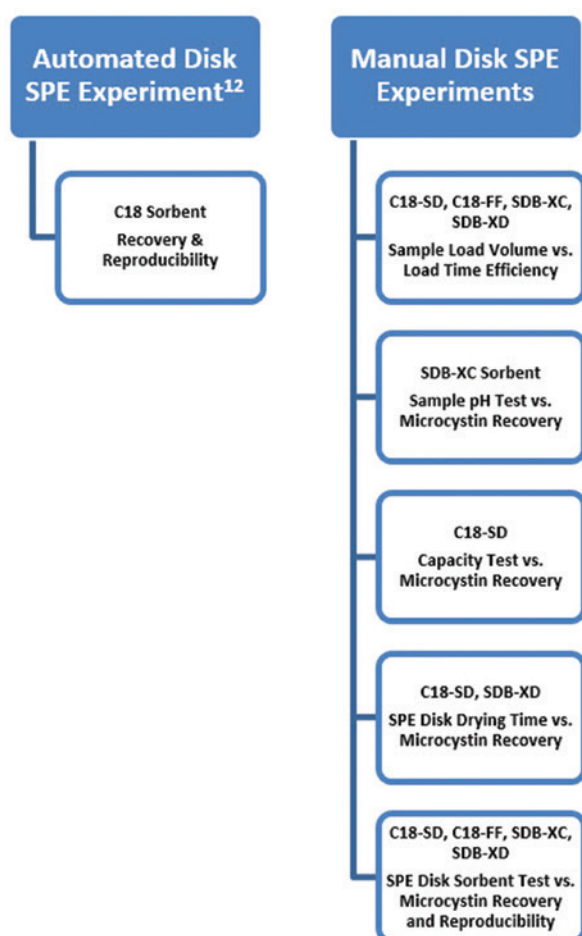 Automated Disk
SPE Experiment12
C18 Sorbent
Recovery &
Reproducibility
Manual Disk SPE
Experiments
C18-SD, C18-FF, SDB-XC,
SDB-XD
Sample Load Volume vs.
Load Time Efficiency
SDB-XC Sorbent
Sample pH Test vs.
Microcystin Recovery
C18-SD
Capacity Test vs.
Microcystin Recovery
C18-SD, SDB-XD
SPE Disk Drying Time vs.
Microcystin Recovery
C18-SD, C18-FF, SDB-XC,
SDB-XD
SPE Disk Sorbent Test vs.
Microcystin Recovery
and Reproducibility